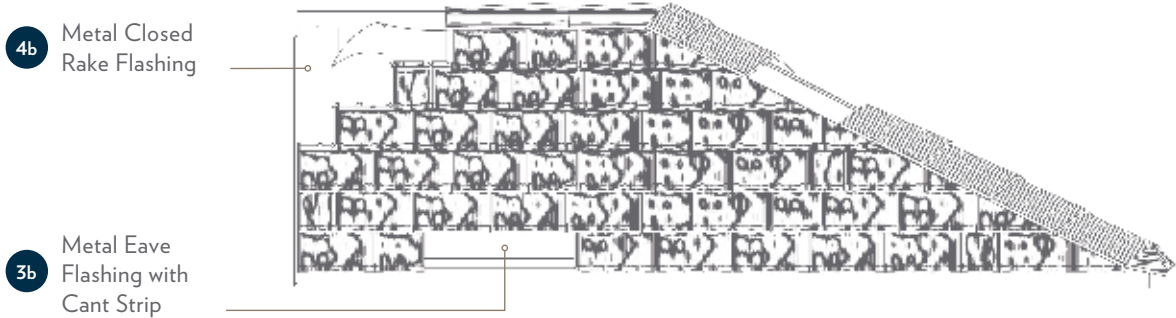 4b
Metal Closed
Rake Flashing
3b
Metal Eave
Flashing with
Cant Strip